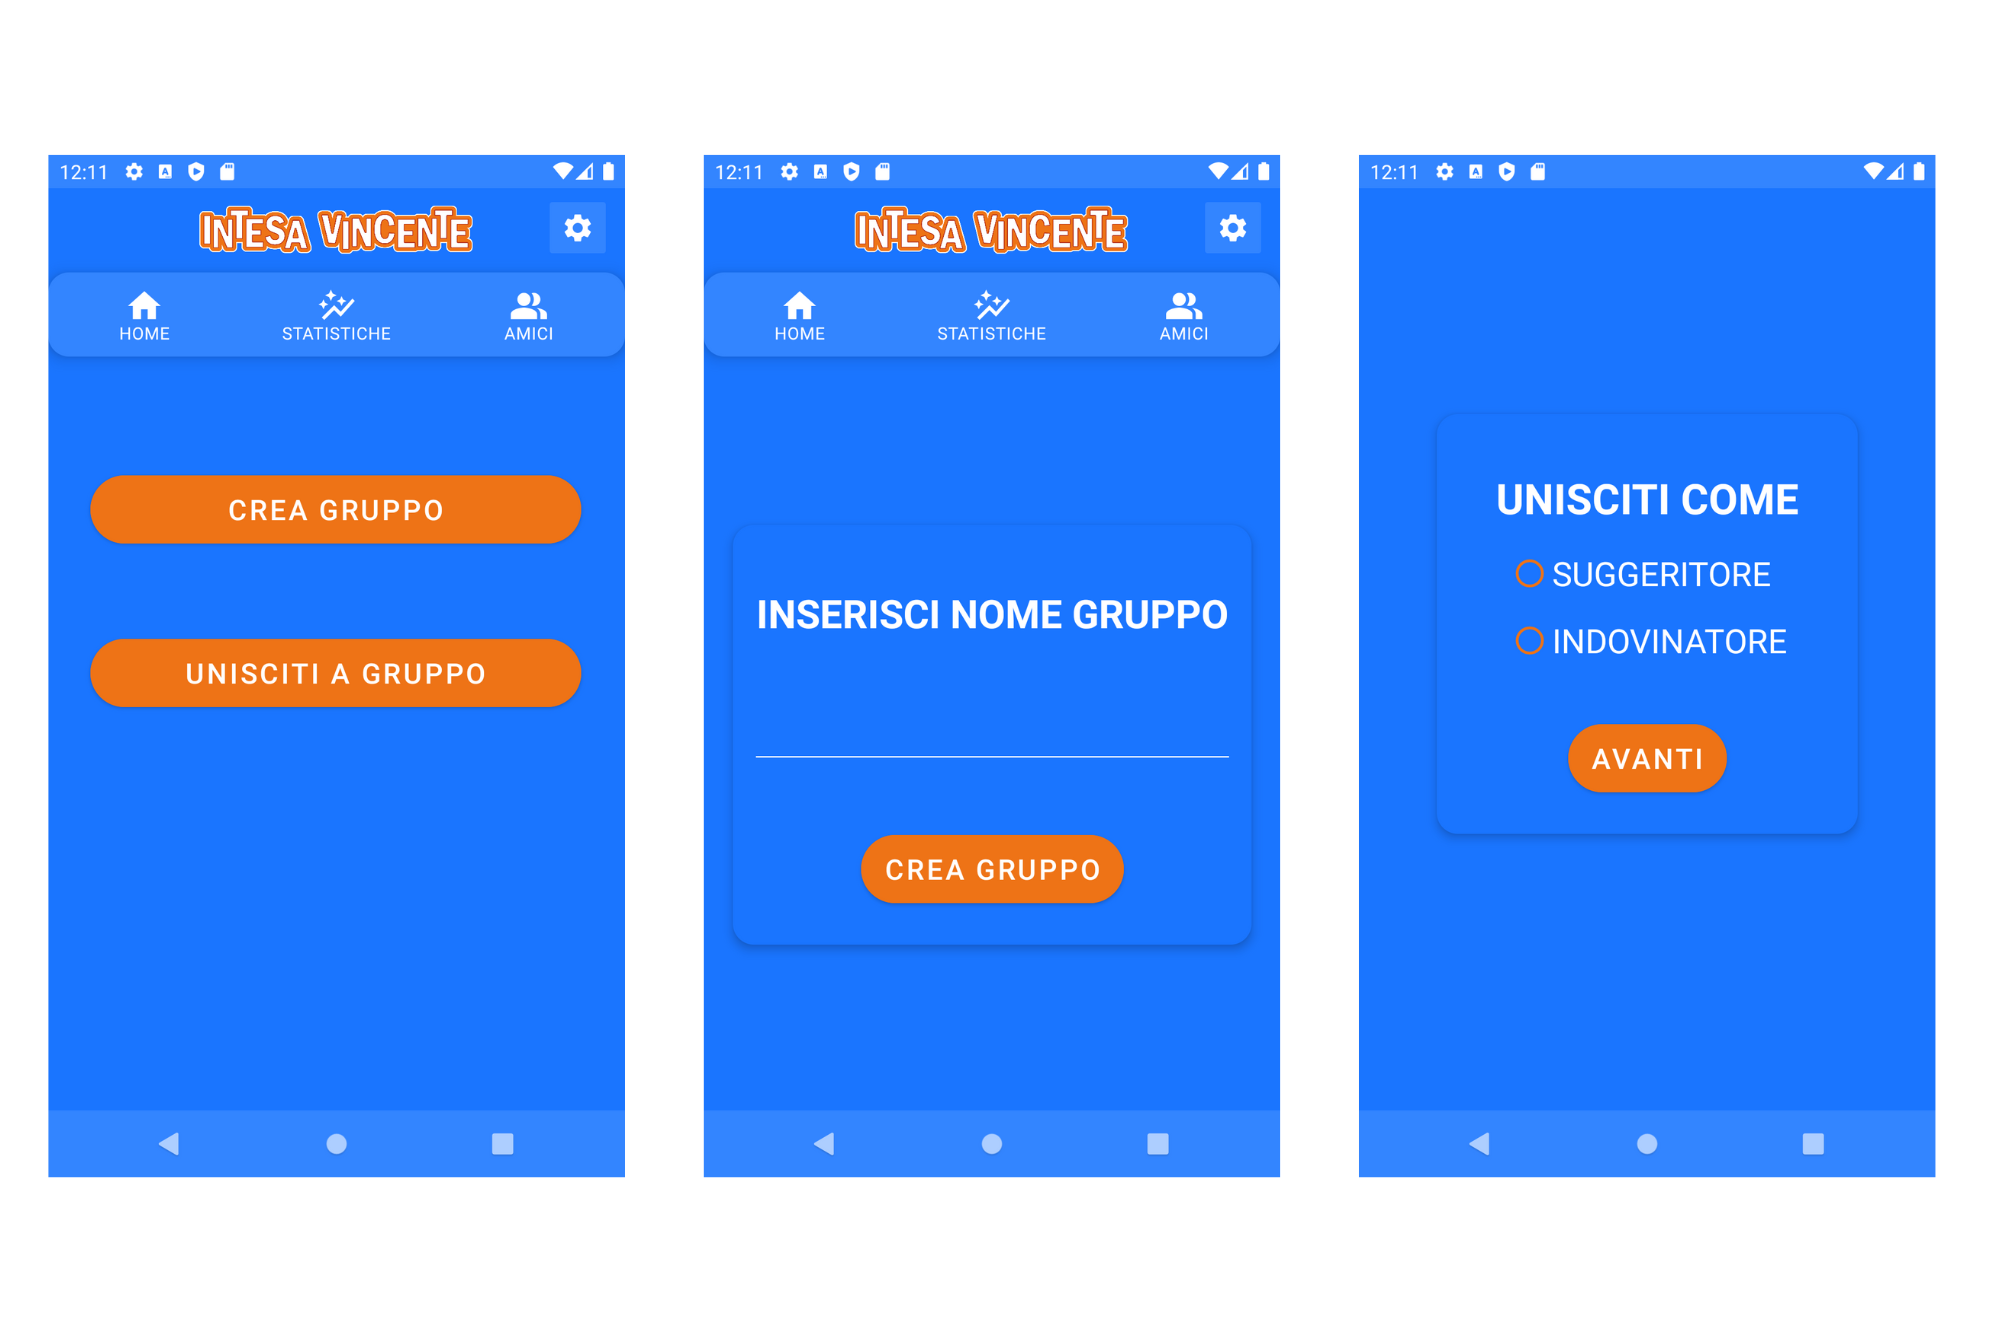 12:11
INTESA VINCENTE
HOME
STATISTICHE
AMICI
CREA GRUPPO
UNISCITI A GRUPPO
12:11
INTESA VINCENTE
HOME
STATISTICHE
AMICI
INSERISCI NOME GRUPPO
CREA GRUPPO
12:11
UNISCITI COME
SUGGERITORE
INDOVINATORE
AVANTI